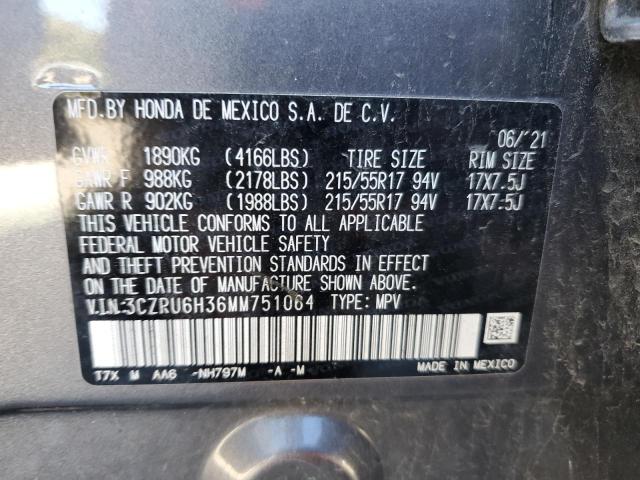 MFD.BY HONDA DE MEXICO S.A. DE C.V.
06/'21
GVWR 1890KG (4166LBS) TIRE SIZE RIM SIZE
GAWR F 988KG (2178LBS) 215/55R17 94V 17X7.5J
GAWR R 902KG (1988LBS) 215/55R17 94V 17X7.5J
THIS VEHICLE CONFORMS TO ALL APPLICABLE
FEDERAL MOTOR VEHICLE SAFETY
AND THEFT PREVENTION STANDARDS IN EFFECT
ON THE DATE OF MANUFACTURE SHOWN ABOVE.
V.I.N.:3CZRU6H36MM751064 TYPE: MPV
T7X M AA6 -NH797M -A -M
MADE IN MEXICO